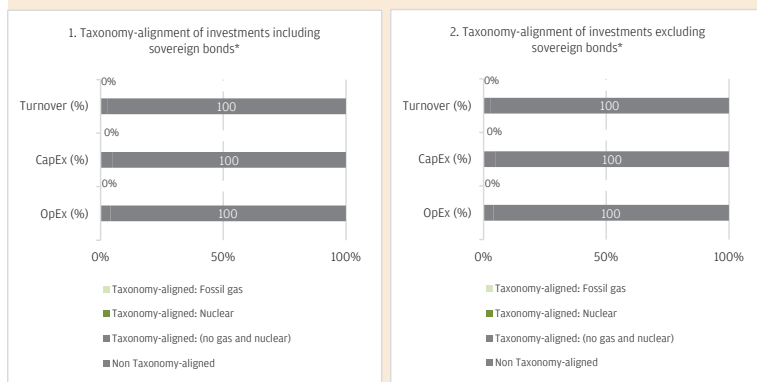 1. Taxonomy-alignment of investments including
sovereign bonds*
0%
Turnover (%)
100
0%
CapEx (%)
100
0%
OpEx (%)
100
0%
50%
100%
Taxonomy-aligned: Fossil gas
Taxonomy-aligned: Nuclear
Taxonomy-aligned: (no gas and nuclear)
Non Taxonomy-aligned
2. Taxonomy-alignment of investments excluding
sovereign bonds*
0%
Turnover (%)
100
0%
CapEx (%)
100
0%
OpEx (%)
100
0%
50%
100%
Taxonomy-aligned: Fossil gas
Taxonomy-aligned: Nuclear
Taxonomy-aligned: (no gas and nuclear)
Non Taxonomy-aligned